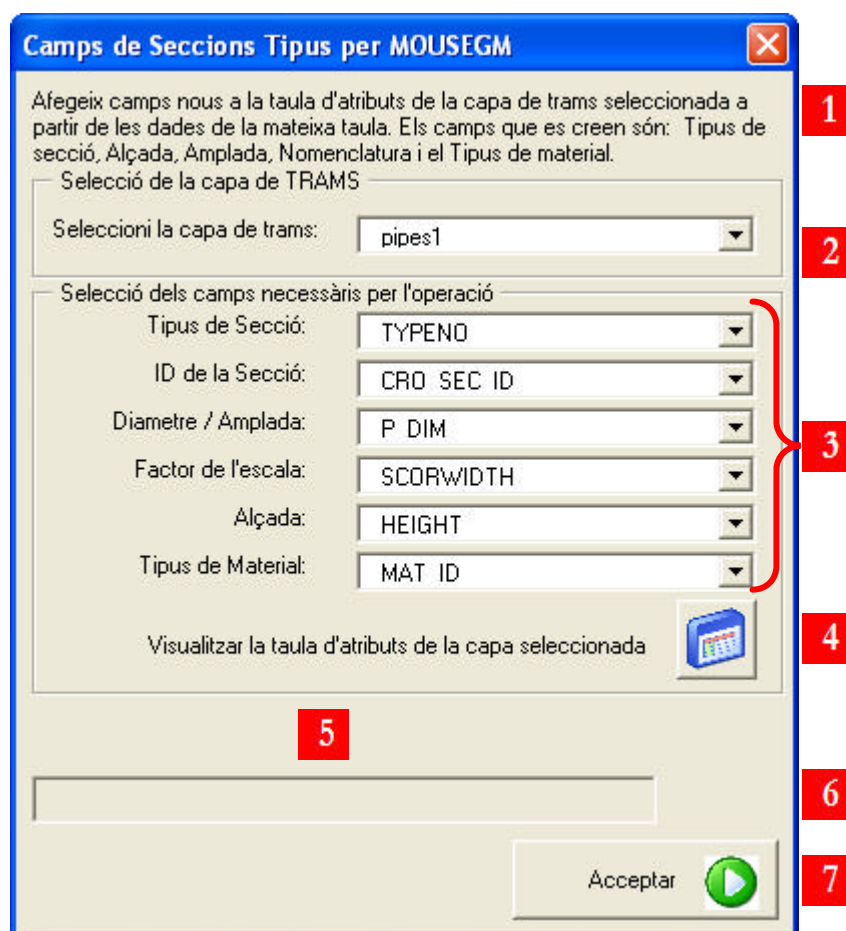 Camps de Seccions Tipus per MOUSEGM
Afegeix camps nous a la taula d'atributs de la capa de trams seleccionada a
partir de les dades de la mateixa taula. Els camps que es creen són: Tipus de
secció, Alçada, Amplada, Nomenclatura i el Tipus de material.
1
Selecció de la capa de TRAMS
Seleccioni la capa de trams: pipes1
2
Selecció dels camps necessàris per l'operació
Tipus de Secció: TYPENO
ID de la Secció: CRO SEC ID
Diametre / Amplada: P DIM
3
Factor de l'escala: SCORWIDTH
Alçada: HEIGHT
Tipus de Material: MAT ID
Visualitzar la taula d'atributs de la capa seleccionada
4
5
6
Acceptar
7